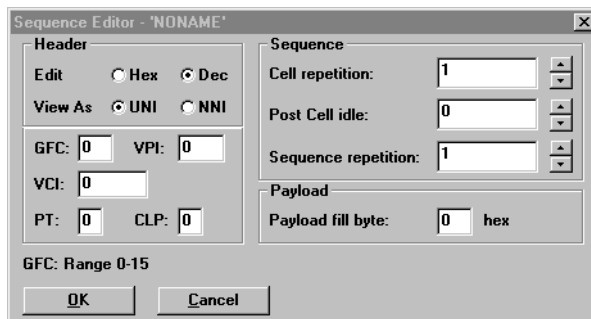 Sequence Editor - 'NONAME'
Header
Edit Hex Dec
View As UNI NNI
GFC: 0 VPI: 0
VCI: 0
PT: 0 CLP: 0
Sequence
Cell repetition: 1
Post Cell idle: 0
Sequence repetition: 1
Payload
Payload fill byte: 0 hex
GFC: Range 0-15
OK Cancel